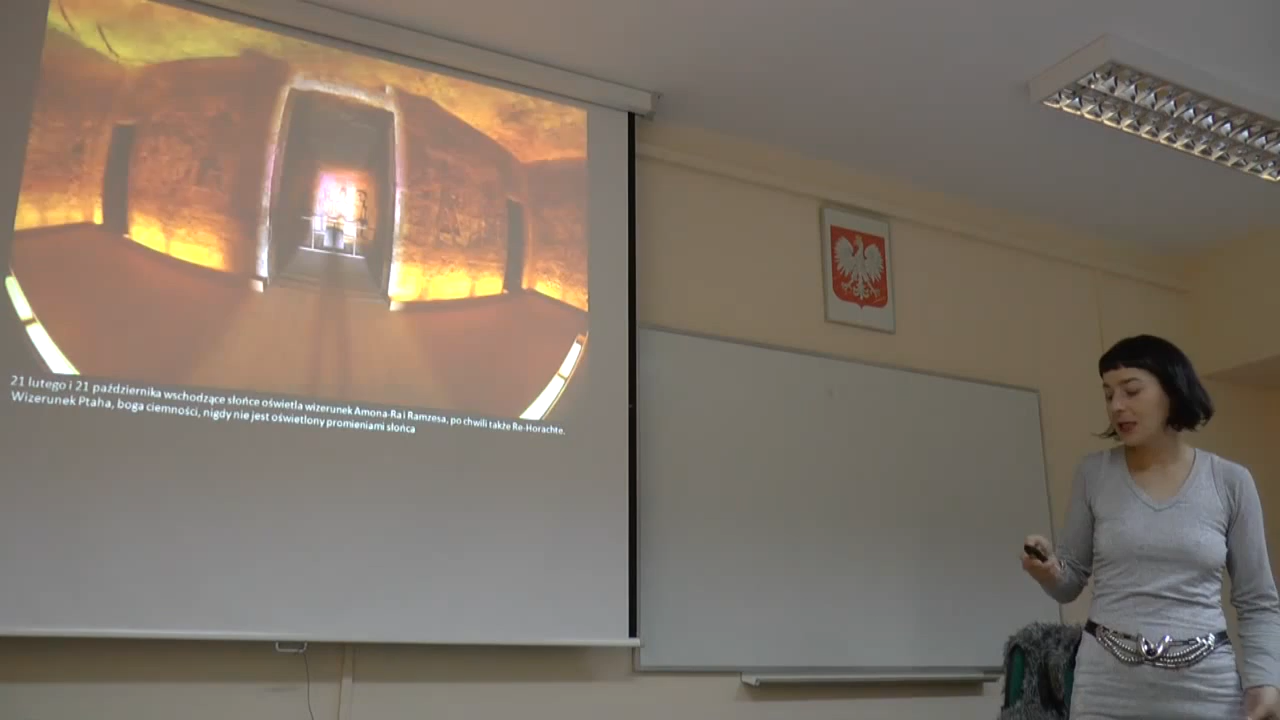 21 lutego i 21 października wschodzące słońce oświetla wizerunek Amona-Ra i Ramzesa, po chwili także Re-Horachte.
Wizerunek Ptaha, boga ciemności, nigdy nie jest oświetlony promieniami słońca